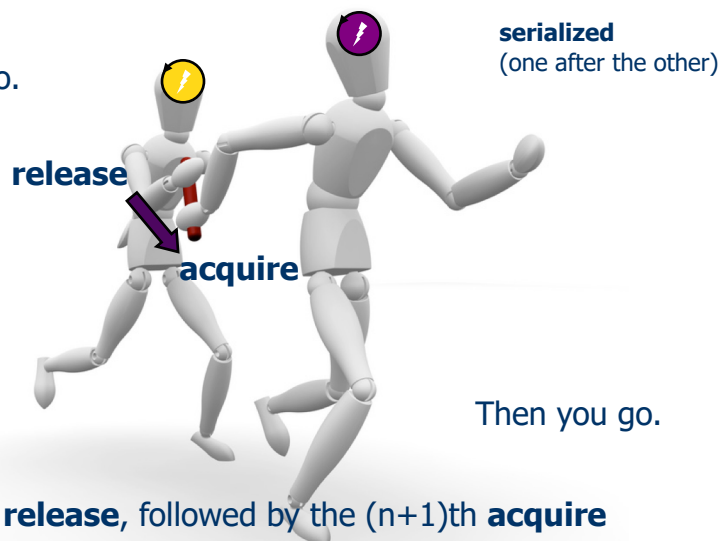 serialized
(one after the other)
o.
release
acquire
Then you go.
release, followed by the (n+1)th acquire